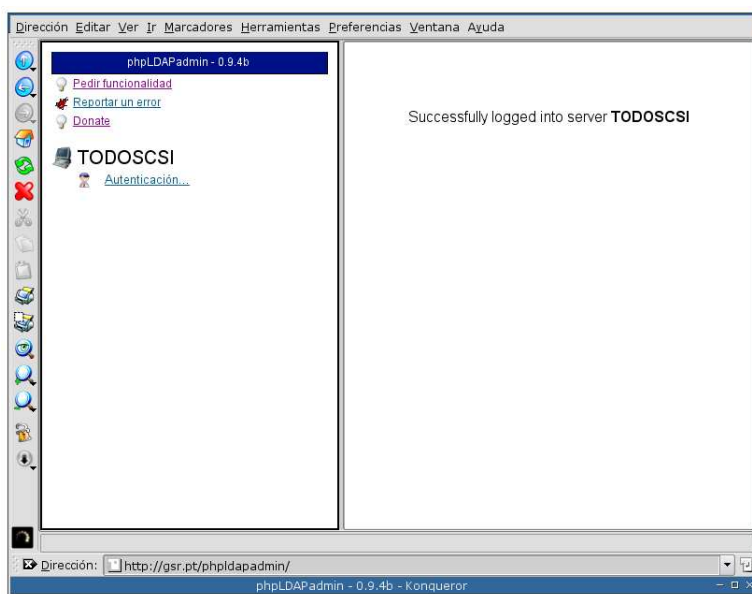 Dirección Editar Ver Ir Marcadores Herramientas Preferencias Ventana Ayuda
phpLDAPadmin - 0.9.4b
Pedir funcionalidad
Reportar un error
Donate
TODOSCSI
Autenticación...
Successfully logged into server TODOSCSI
Dirección: http://gsr.pt/phpldapadmin/
phpLDAPadmin - 0.9.4b - Konqueror